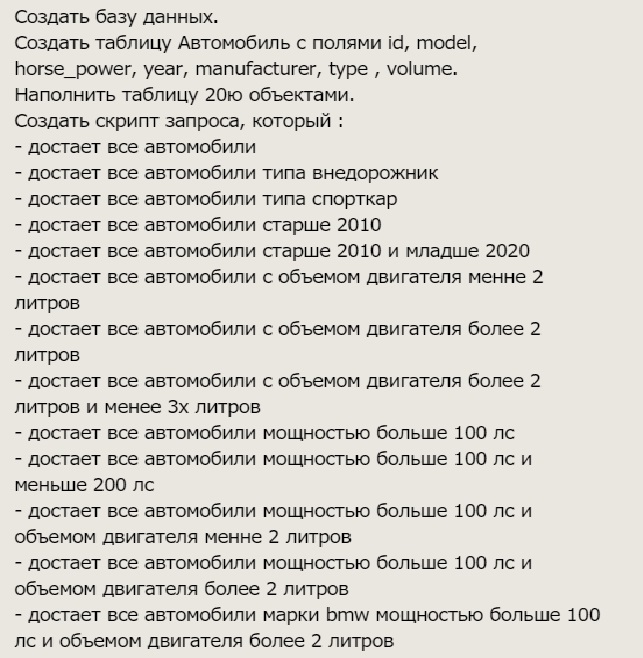 Создать базу данных.
Создать таблицу Автомобиль с полями id, model,
horse_power, year, manufacturer, type , volume.
Наполнить таблицу 20ю объектами.
Создать скрипт запроса, который :
- достает все автомобили
- достает все автомобили типа внедорожник
- достает все автомобили типа спорткар
- достает все автомобили старше 2010
- достает все автомобили старше 2010 и младше 2020
- достает все автомобили с объемом двигателя менне 2
литров
- достает все автомобили с объемом двигателя более 2
литров
- достает все автомобили с объемом двигателя более 2
литров и менее 3х литров
- достает все автомобили мощностью больше 100 лс
- достает все автомобили мощностью больше 100 лс и
меньше 200 лс
- достает все автомобили мощностью больше 100 лс и
объемом двигателя менне 2 литров
- достает все автомобили мощностью больше 100 лс и
объемом двигателя более 2 литров
- достает все автомобили марки bmw мощностью больше 100
лс и объемом двигателя более 2 литров